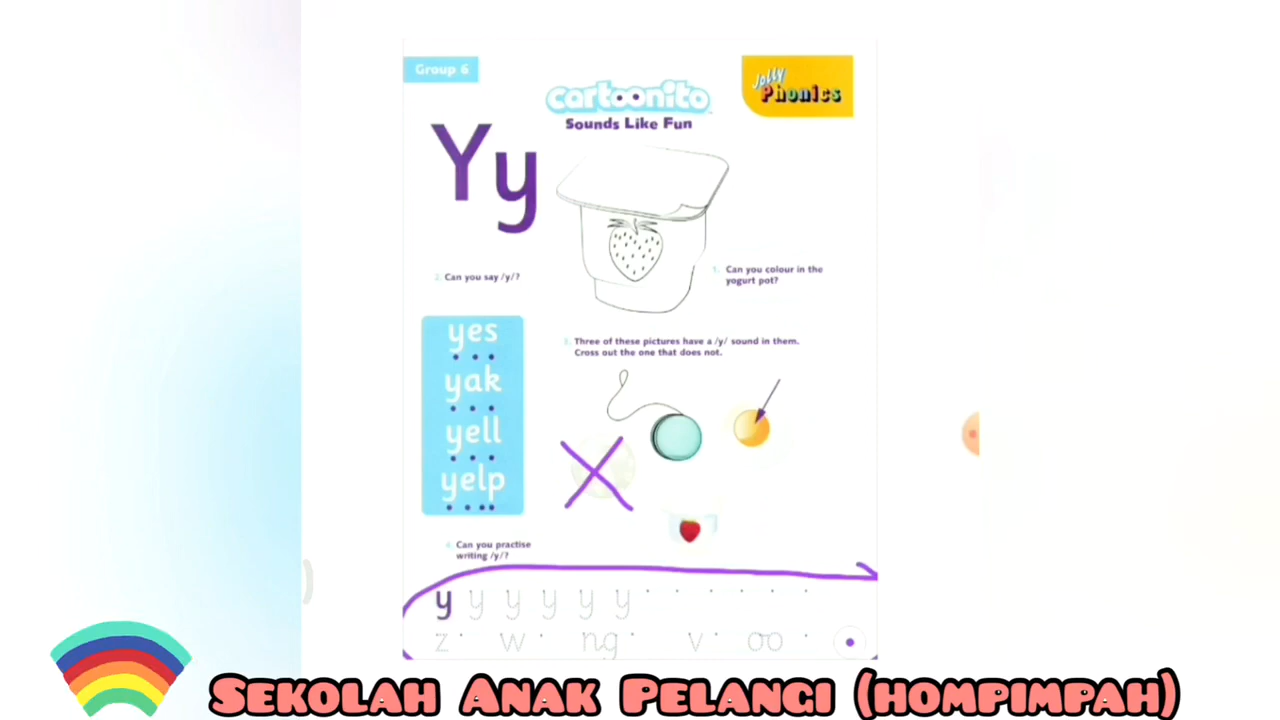 Group 6
cartoonito
Sounds Like Fun
Jolly
Phonics
Yy
2. Can you say /y/?
1. Can you colour in the
yogurt pot?
yes
yak
yell
yelp
3. Three of these pictures have a /y/ sound in them.
Cross out the one that does not.
4. Can you practise
writing /y/?
y y y y y y
z w ng v oo
Sekolah Anak Pelangi (hompimpah)